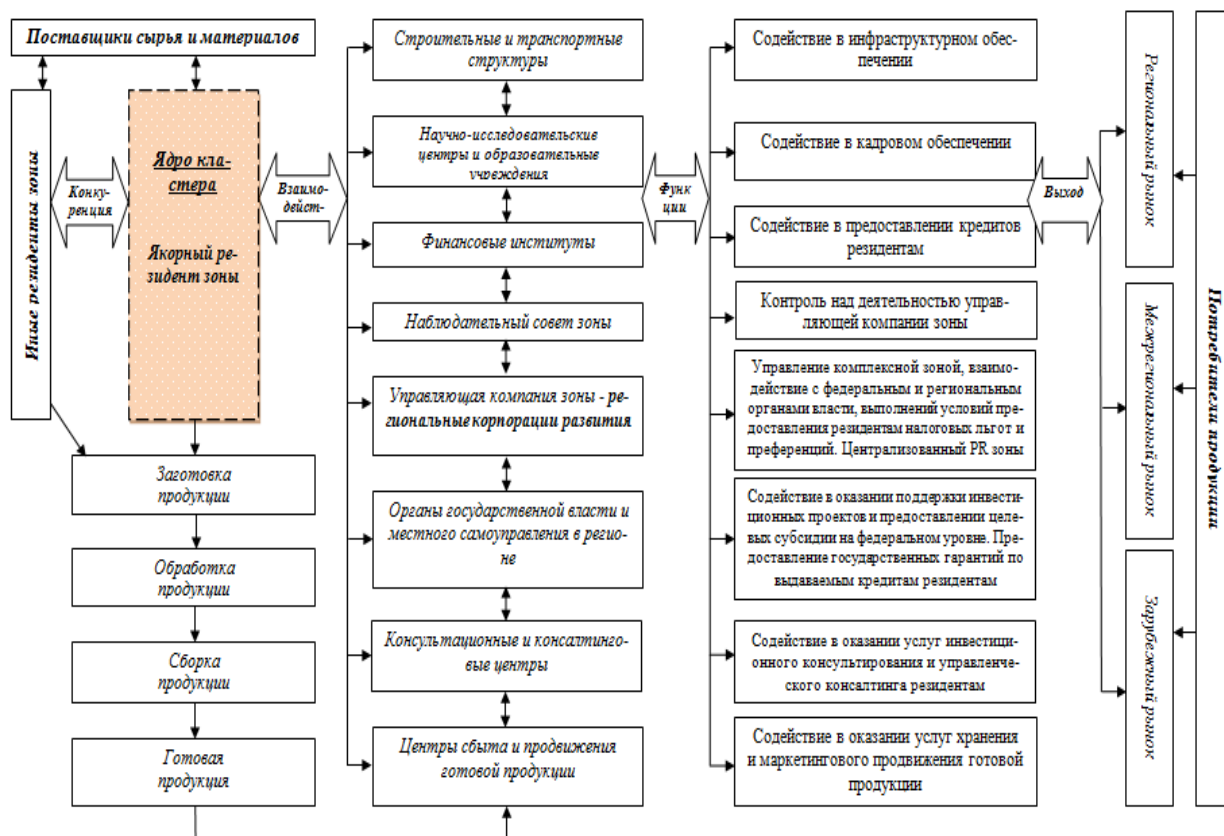 Поставщики сырья и материалов
Иные резиденты зоны
Конку-
ренция
Ядро кла-
стера
Якорный ре-
зидент зоны
Взаимо-
дейст-
Заготовка
продукции
Обработка
продукции
Сборка
продукции
Готовая
продукция
Строительные и транспортные
структуры
Научно-исследовательские
центры и образовательные
учреждения
Финансовые институты
Наблюдательный совет зоны
Управляющая компания зоны - ре-
гиональные корпорации развития
Органы государственной власти и
местного самоуправления в регио-
не
Консультационные и консалтинго-
вые центры
Центры сбыта и продвижения
готовой продукции
Функ
ции
Содействие в инфраструктурном обес-
печении
Содействие в кадровом обеспечении
Содействие в предоставлении кредитов
резидентам
Контроль над деятельностью управ-
ляющей компании зоны
Управление комплексной зоной, взаимо-
действие с федеральным и региональным
органами власти, выполнений условий пре-
доставления резидентам налоговых льгот и
преференций. Централизованный PR зоны
Содействие в оказании поддержки инвести-
ционных проектов и предоставлении целе-
вых субсидии на федеральном уровне. Пре-
доставление государственных гарантий по
выдаваемым кредитам резидентам
Содействие в оказании услуг инвестици-
онного консультирования и управленче-
ского консалтинга резидентам
Содействие в оказании услуг хранения
и маркетингового продвижения готовой
продукции
Выход
Региональный рынок
Межрегиональный рынок
Зарубежный рынок
Потребители продукции